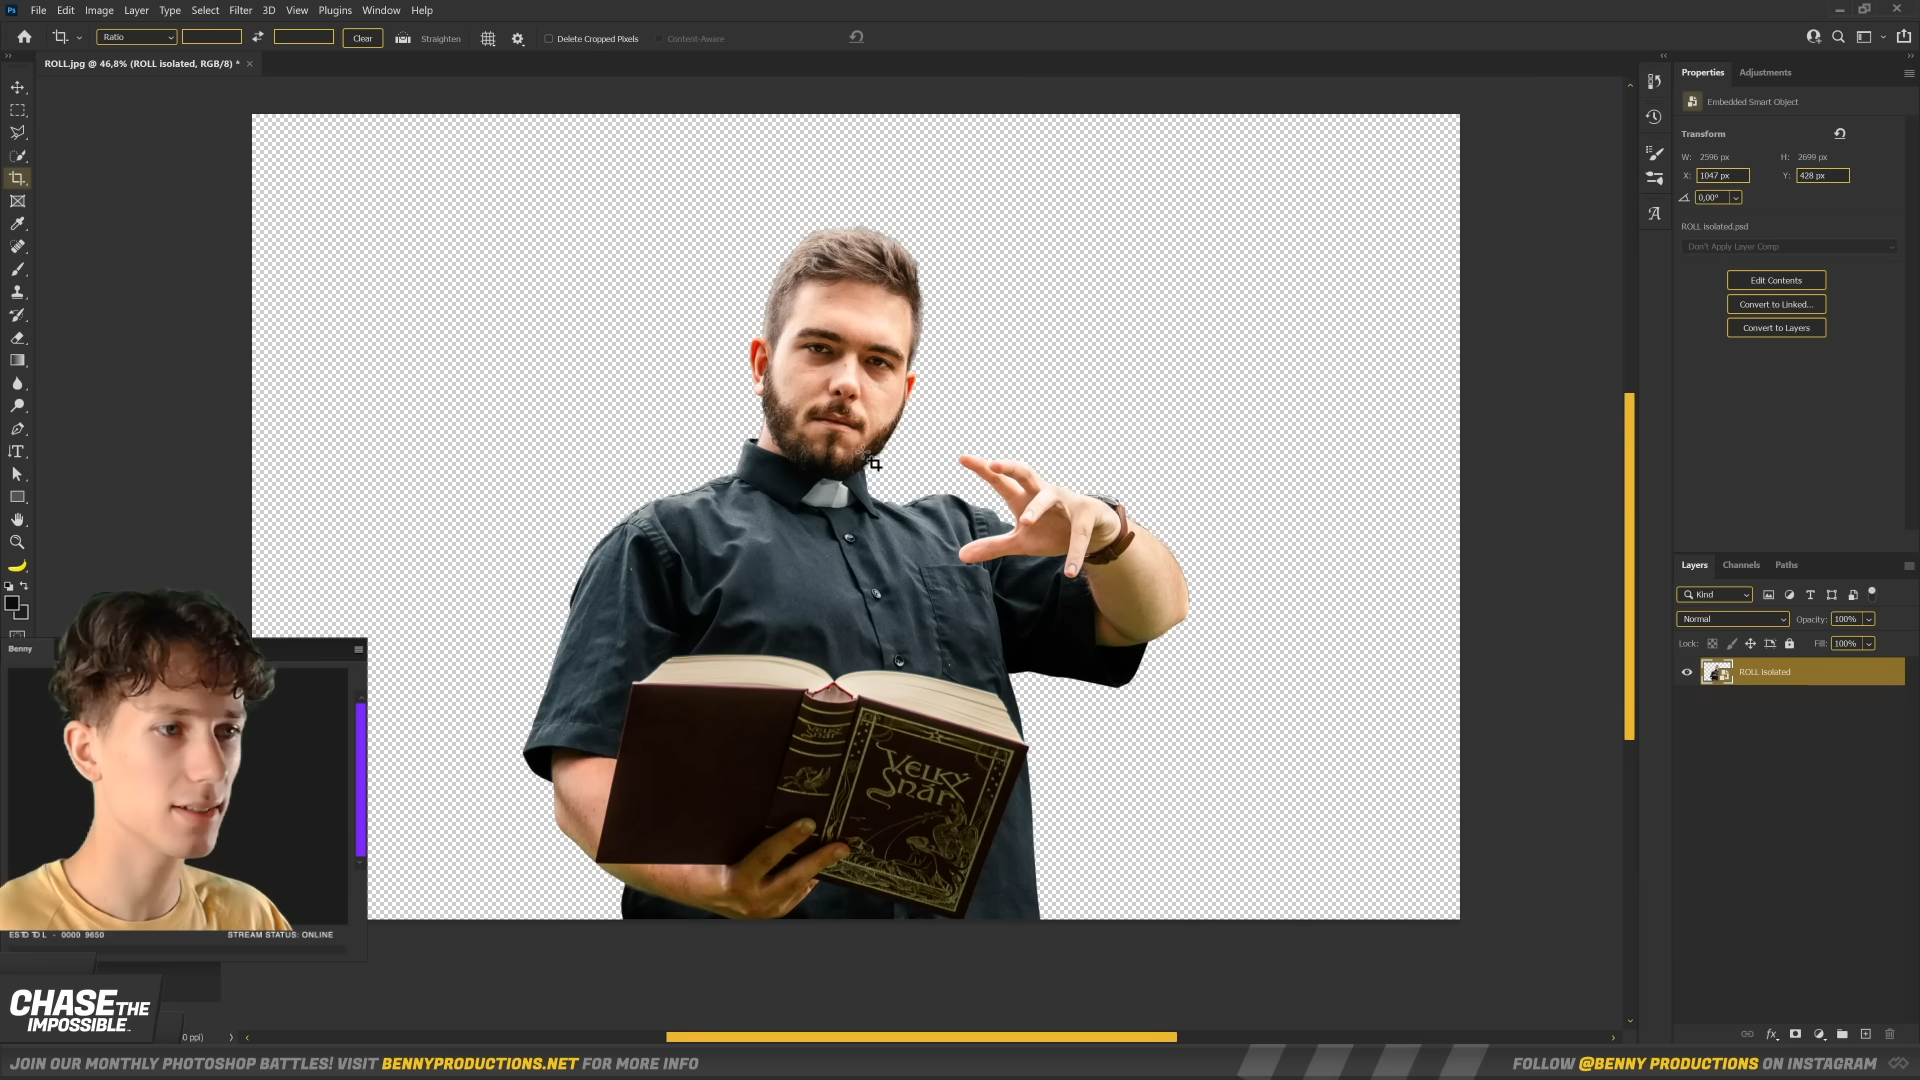 Ps File Edit Image Layer Type Select Filter 3D View Plugins Window Help
Ratio Clear Straighten Delete Cropped Pixels Content-Aware
ROLL.jpg @ 46,8% (ROLL isolated, RGB/8) *
Properties Adjustments
Embedded Smart Object
Transform
W: 2596 px H: 2699 px
X: 1047 px Y: 428 px
0,00°
ROLL isolated.psd
Don't Apply Layer Comp
Edit Contents
Convert to Linked...
Convert to Layers
VELKÝ
Snář
Layers Channels Paths
Kind
Normal Opacity: 100%
Lock: Fill: 100%
ROLL isolated
Benny
STREAM STATUS: ONLINE
CHASE THE
IMPOSSIBLE
0 ppi)
JOIN OUR MONTHLY PHOTOSHOP BATTLES! VISIT BENNYPRODUCTIONS.NET FOR MORE INFO
FOLLOW @BENNY PRODUCTIONS ON INSTAGRAM